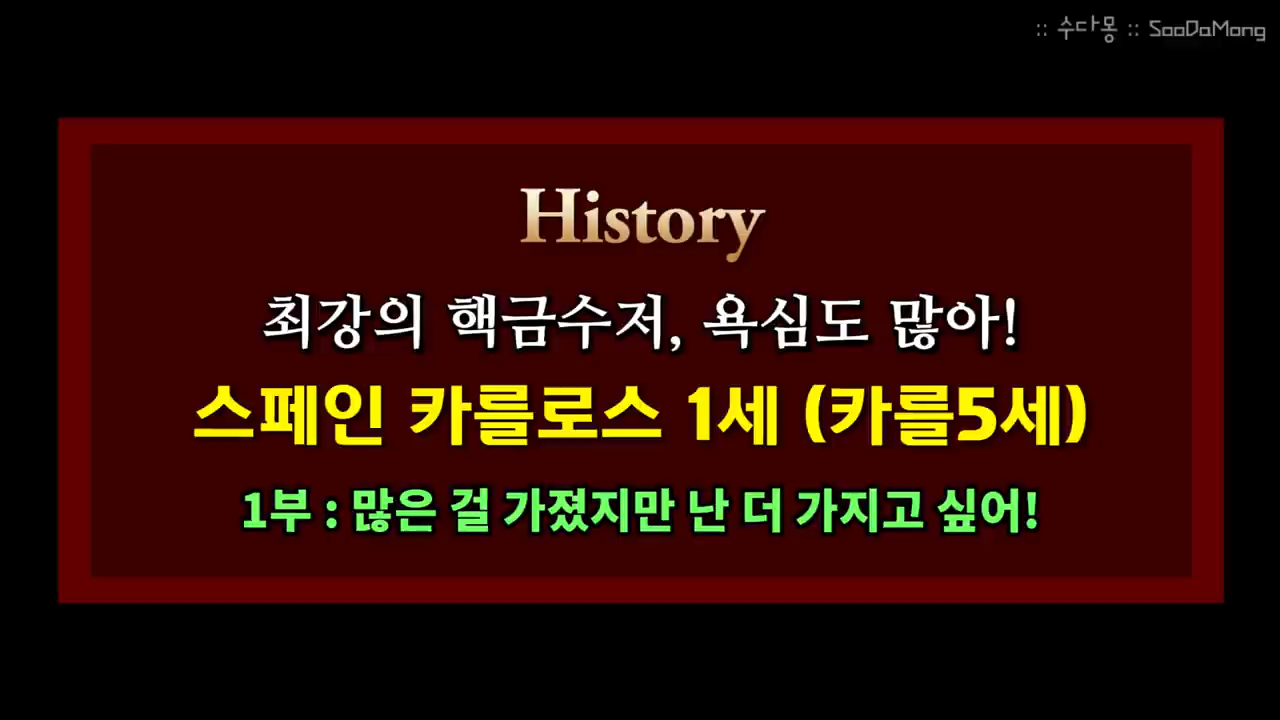 :: 수다몽 :: SooDaMong
History
최강의 핵금수저, 욕심도 많아!
스페인 카를로스 1세 (카를5세)
1부 : 많은 걸 가졌지만 난 더 가지고 싶어!